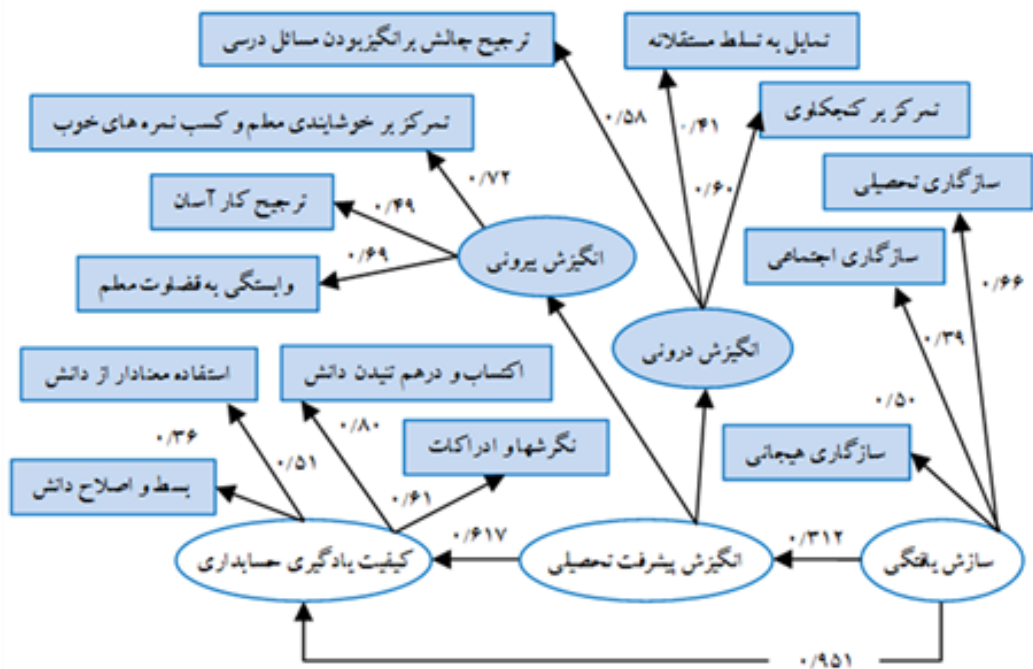 ترجیح چالش برانگیزبودن مسائل درسی
تمایل به تسلط مستقلانه
تمرکز بر کنجکاوی
تمرکز بر خوشایندی معلم و کسب نمره های خوب
۰/۵۸
۰/۴۱
۰/۶۰
سازگاری تحصیلی
۰/۷۲
ترجیح کار آسان
۰/۴۹
سازگاری اجتماعی
انگیزش بیرونی
وابستگی به قضاوت معلم
۰/۶۹
۰/۶۶
انگیزش درونی
۰/۳۹
استفاده معنادار از دانش
اکتساب و درهم تنیدن دانش
۰/۵۰
۰/۳۶
۰/۸۰
نگرشها و ادراکات
سازگاری هیجانی
۰/۵۱
بسط و اصلاح دانش
۰/۶۱
۰/۶۱۷
۰/۳۱۲
سازش یافتگی
انگیزش پیشرفت تحصیلی
کیفیت یادگیری حسابداری
۰/۹۵۱